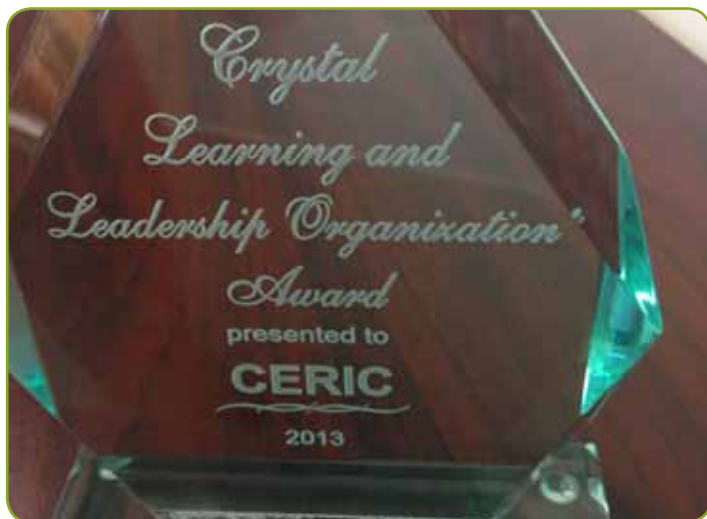 Crystal
Learning and
Leadership Organization"
Award
presented to
CERIC
2013